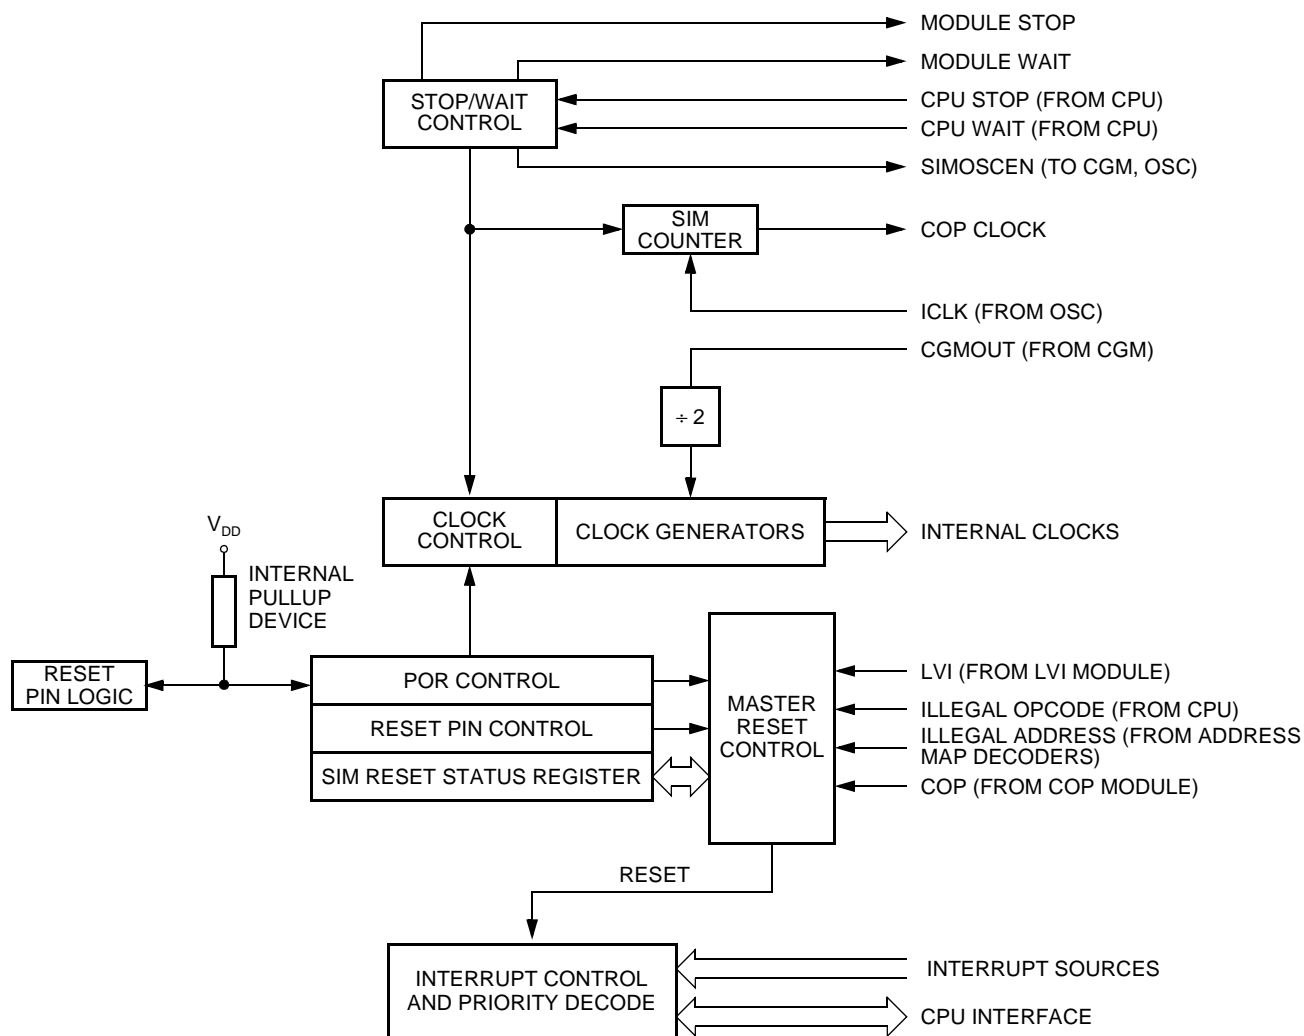 MODULE STOP
MODULE WAIT
STOP/WAIT
CONTROL
CPU STOP (FROM CPU)
CPU WAIT (FROM CPU)
SIMOSCEN (TO CGM, OSC)
SIM
COUNTER
COP CLOCK
ICLK (FROM OSC)
CGMOUT (FROM CGM)
÷ 2
CLOCK
CONTROL
CLOCK GENERATORS
INTERNAL CLOCKS
VDD
INTERNAL
PULLUP
DEVICE
RESET
PIN LOGIC
POR CONTROL
RESET PIN CONTROL
SIM RESET STATUS REGISTER
MASTER
RESET
CONTROL
LVI (FROM LVI MODULE)
ILLEGAL OPCODE (FROM CPU)
ILLEGAL ADDRESS (FROM ADDRESS
MAP DECODERS)
COP (FROM COP MODULE)
RESET
INTERRUPT CONTROL
AND PRIORITY DECODE
INTERRUPT SOURCES
CPU INTERFACE